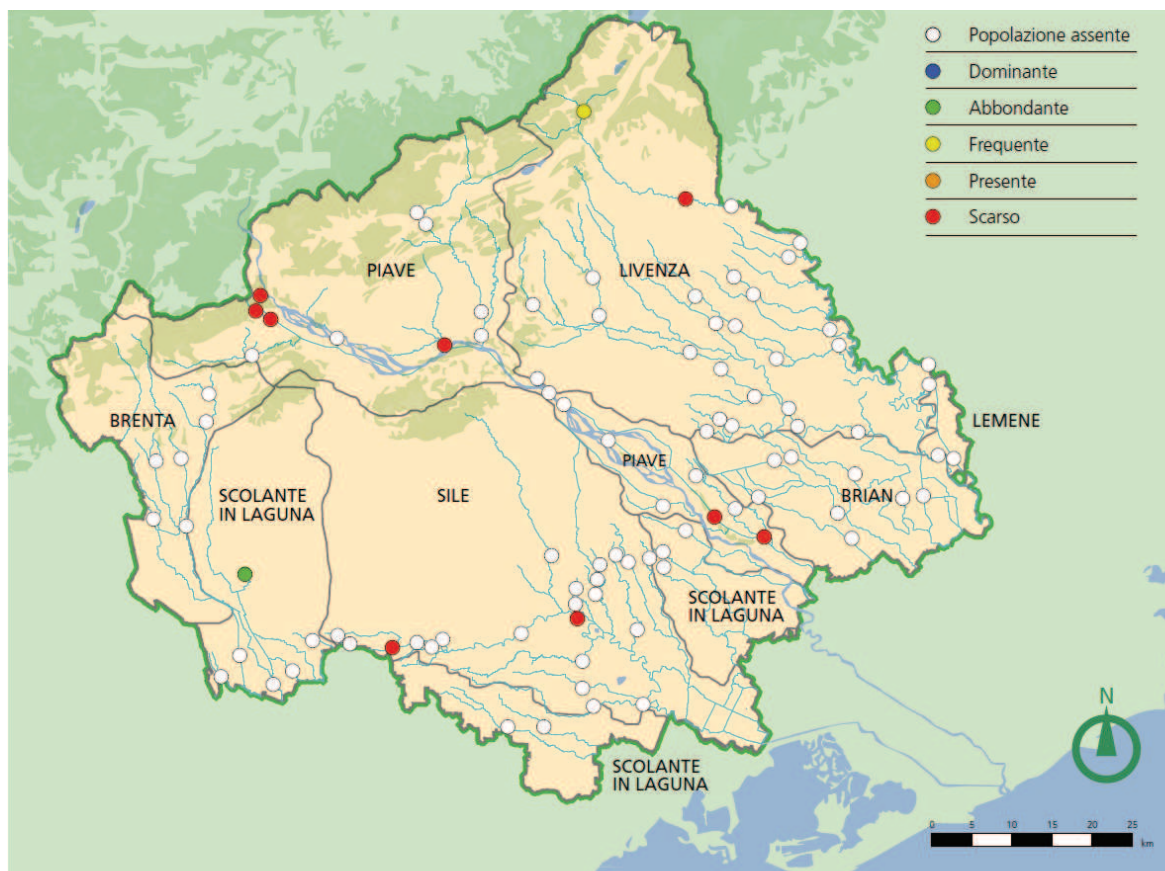 Popolazione assente
Dominante
Abbondante
Frequente
Presente
Scarso
PIAVE
LIVENZA
BRENTA
LEMENE
PIAVE
SCOLANTE
IN LAGUNA
SILE
BRIAN
SCOLANTE
IN LAGUNA
SCOLANTE
IN LAGUNA
N
0 5 10 15 20 25
km